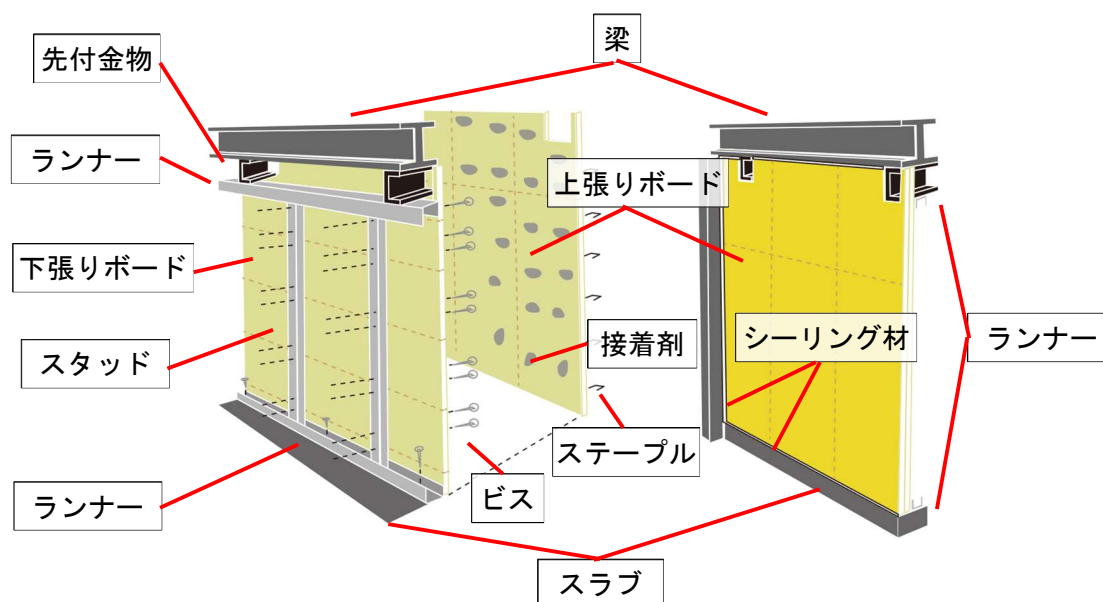 梁
先付金物
ランナー
上張りボード
下張りボード
スタッド
接着剤
シーリング材
ランナー
ステープル
ランナー
ビス
スラブ